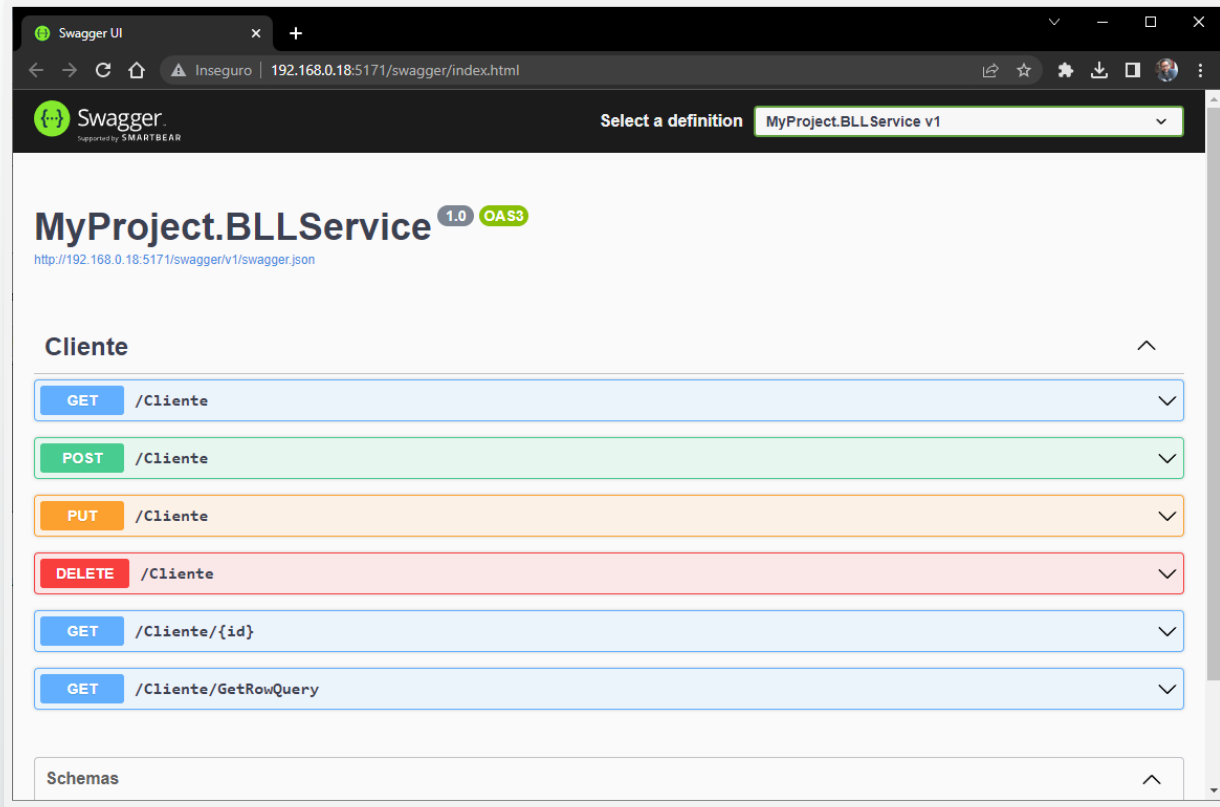 Swagger UI
Inseguro | 192.168.0.18:5171/swagger/index.html
Swagger.
Supported by SMARTBEAR
Select a definition
MyProject.BLLService v1
MyProject.BLLService 1.0 OAS3
http://192.168.0.18:5171/swagger/v1/swagger.json
Cliente
GET /Cliente
POST /Cliente
PUT /Cliente
DELETE /Cliente
GET /Cliente/{id}
GET /Cliente/GetRowQuery
Schemas